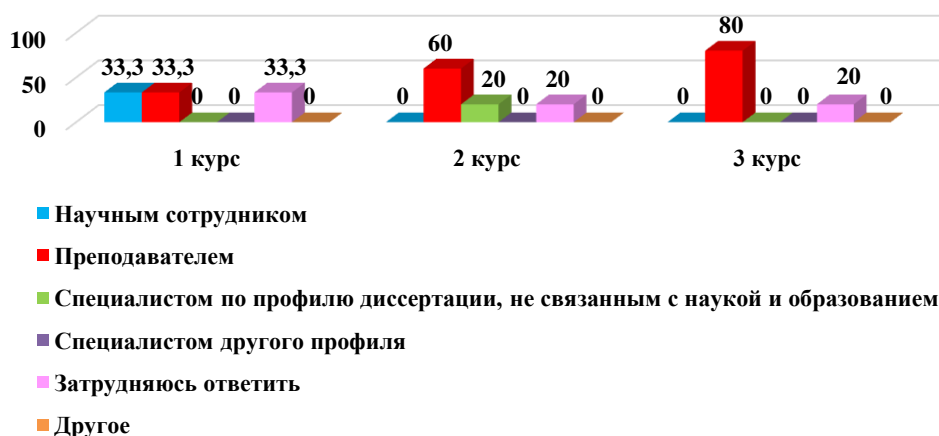 80
60
100
33,3 33,3 33,3
50
20 20 20
0 0 0 0 0 0 0 0 0 0
0
1 курс 2 курс 3 курс
Научным сотрудником
Преподавателем
Специалистом по профилю диссертации, не связанным с наукой и образованием
Специалистом другого профиля
Затрудняюсь ответить
Другое